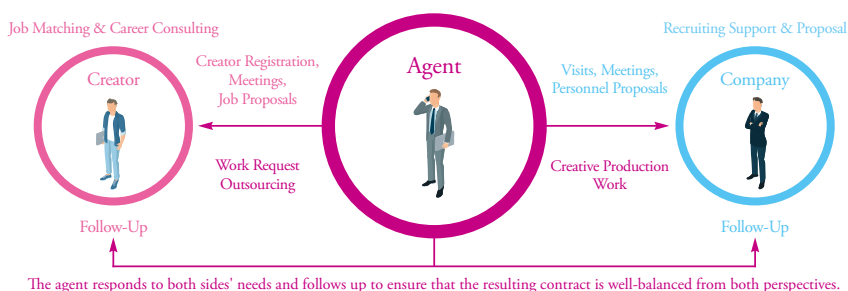 Job Matching & Career Consulting
Creator
Creator Registration,
Meetings,
Job Proposals
Work Request
Outsourcing
Follow-Up
Agent
Recruiting Support & Proposal
Visits, Meetings,
Personnel Proposals
Company
Creative Production
Work
Follow-Up
The agent responds to both sides' needs and follows up to ensure that the resulting contract is well-balanced from both perspectives.